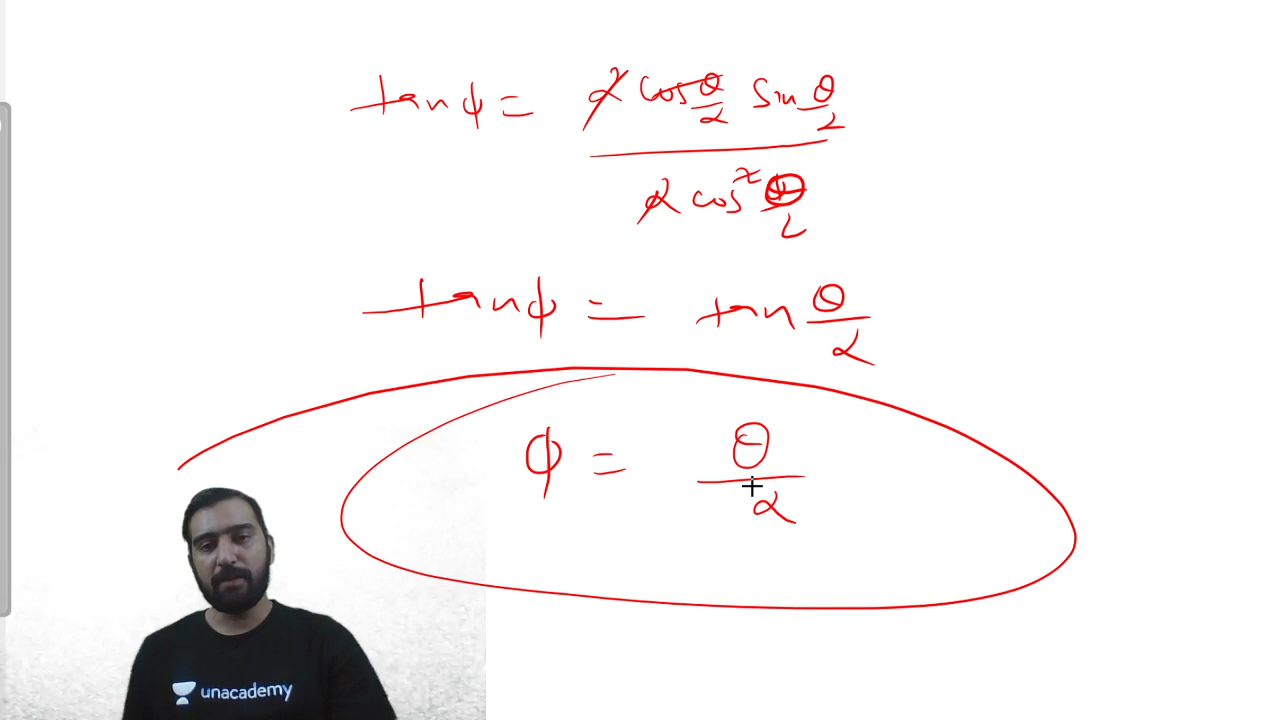 tanϕ = 2 cos θ/2 sin θ/2
2 cos² θ/2
tanϕ = tan θ/2
ϕ = θ/2
unacademy